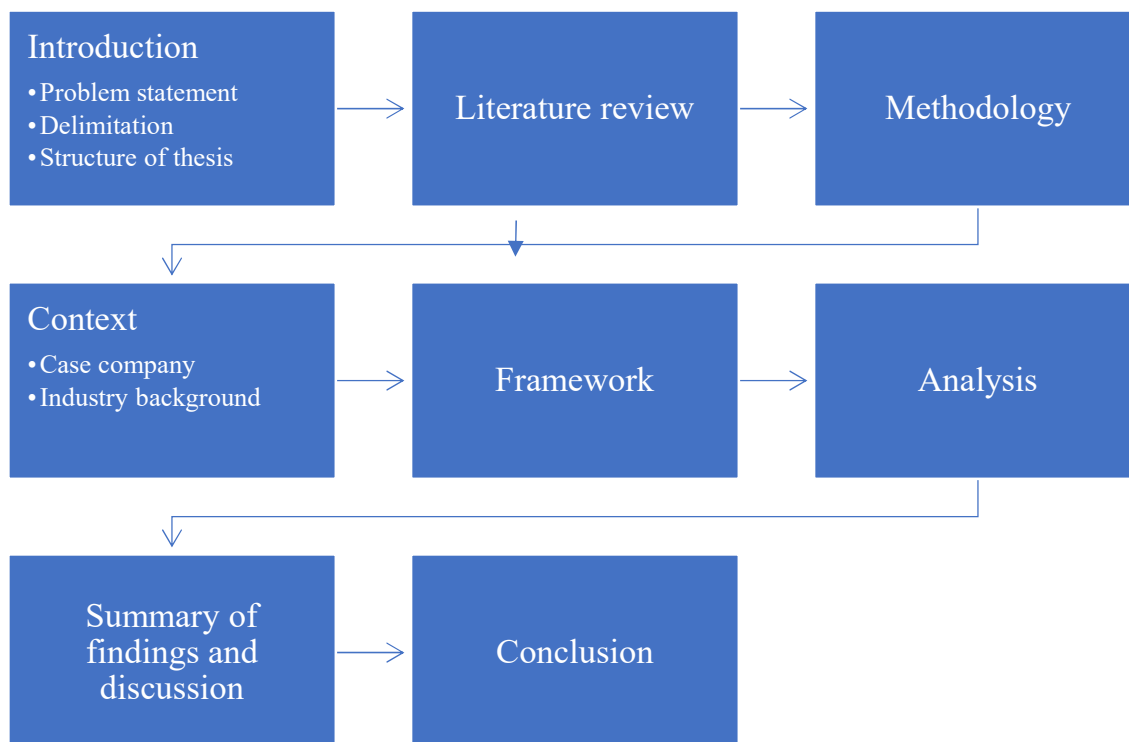 Introduction
•Problem statement
•Delimitation
•Structure of thesis
Literature review
Methodology
Context
•Case company
•Industry background
Framework
Analysis
Summary of
findings and
discussion
Conclusion